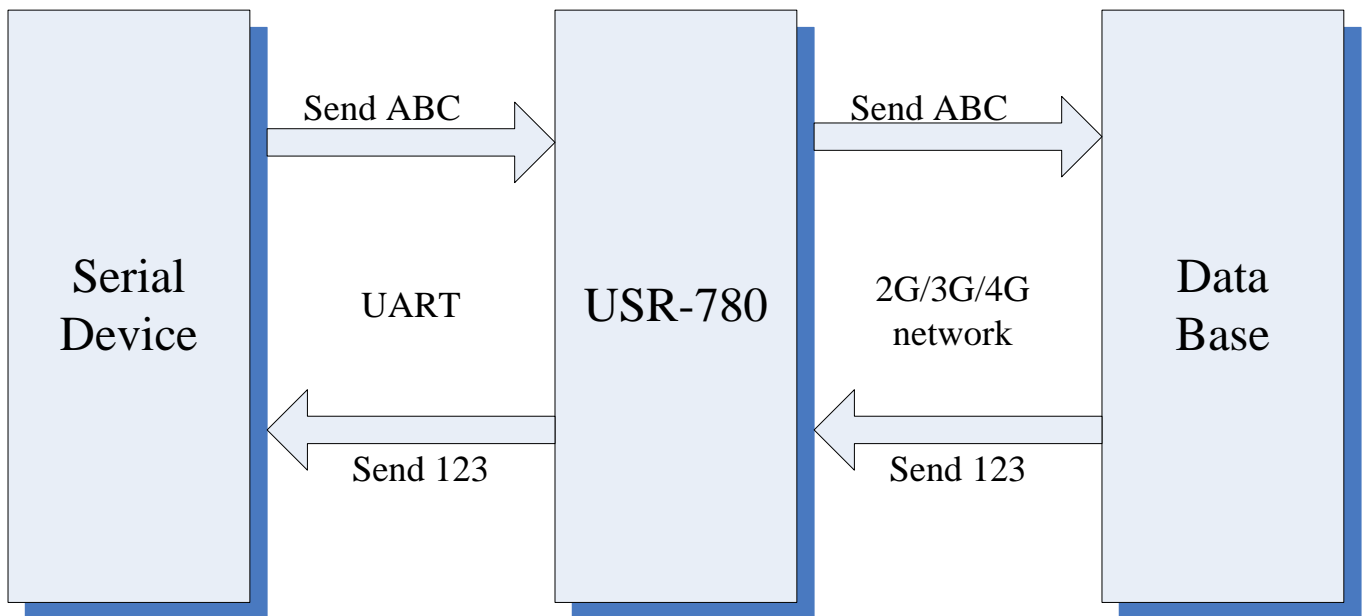 Send ABC
Send ABC
Serial
Device
UART
USR-780
2G/3G/4G
network
Data
Base
Send 123
Send 123